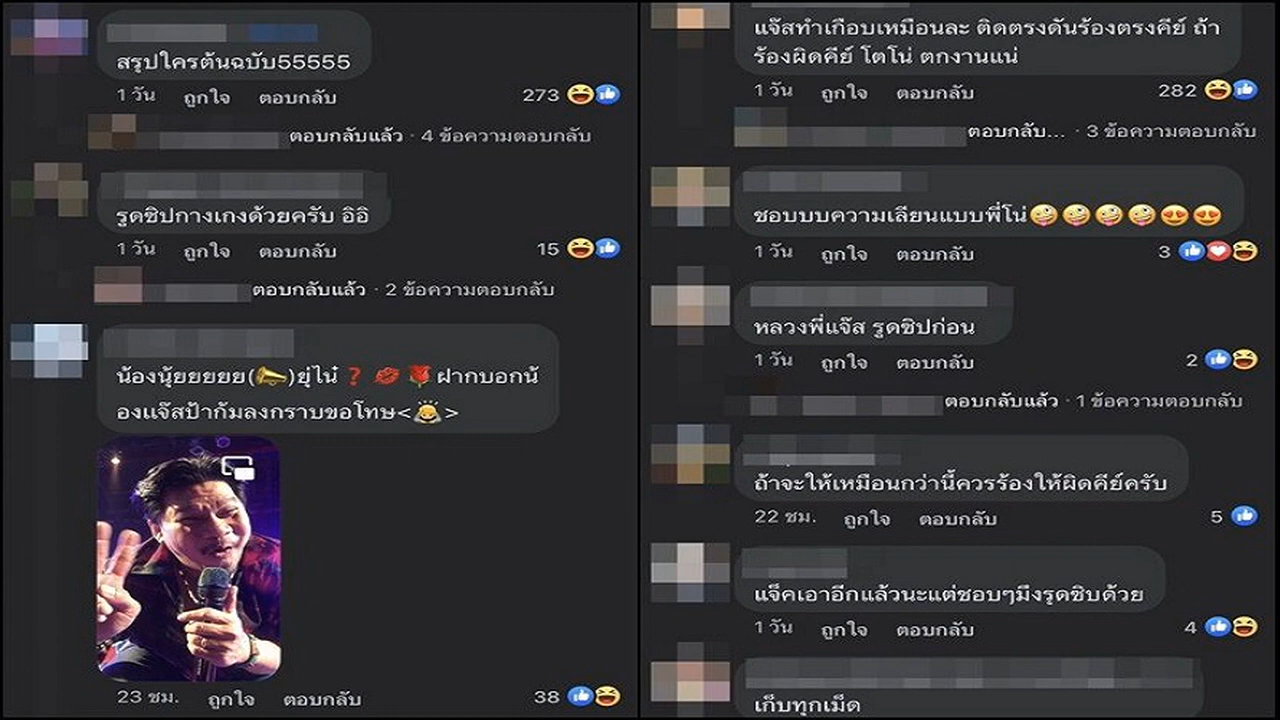 สรุปใครต้นฉบับ55555
1 วัน ถูกใจ ตอบกลับ 273
ตอบกลับแล้ว · 4 ข้อความตอบกลับ
รูดซิปกางเกงด้วยครับ อิอิ
1 วัน ถูกใจ ตอบกลับ 15
ตอบกลับแล้ว · 2 ข้อความตอบกลับ
น้องนู้ยยยยย(📣)ยุ่ไน๋❓💋🌹ฝากบอกน้
องแจ๊สป้าก้มลงกราบขอโทษ<🙇>
23 ชม. ถูกใจ ตอบกลับ 38
แจ๊สทำเกือบเหมือนละ ติดตรงดันร้องตรงคีย์ ถ้า
ร้องผิดคีย์ โตโน่ ตกงานแน่
1 วัน ถูกใจ ตอบกลับ 282
ตอบกลับ... · 3 ข้อความตอบกลับ
ชอบบบความเลียนแบบพี่โน่🤪🤪🤪🤪😍😍
1 วัน ถูกใจ ตอบกลับ 3
หลวงพี่แจ๊ส รูดซิปก่อน
1 วัน ถูกใจ ตอบกลับ 2
ตอบกลับแล้ว · 1 ข้อความตอบกลับ
ถ้าจะให้เหมือนกว่านี้ควรร้องให้ผิดคีย์ครับ
22 ชม. ถูกใจ ตอบกลับ 5
แจ็คเอาอีกแล้วนะแต่ชอบๆมึงรูดซิบด้วย
1 วัน ถูกใจ ตอบกลับ 4
เก็บทุกเม็ด